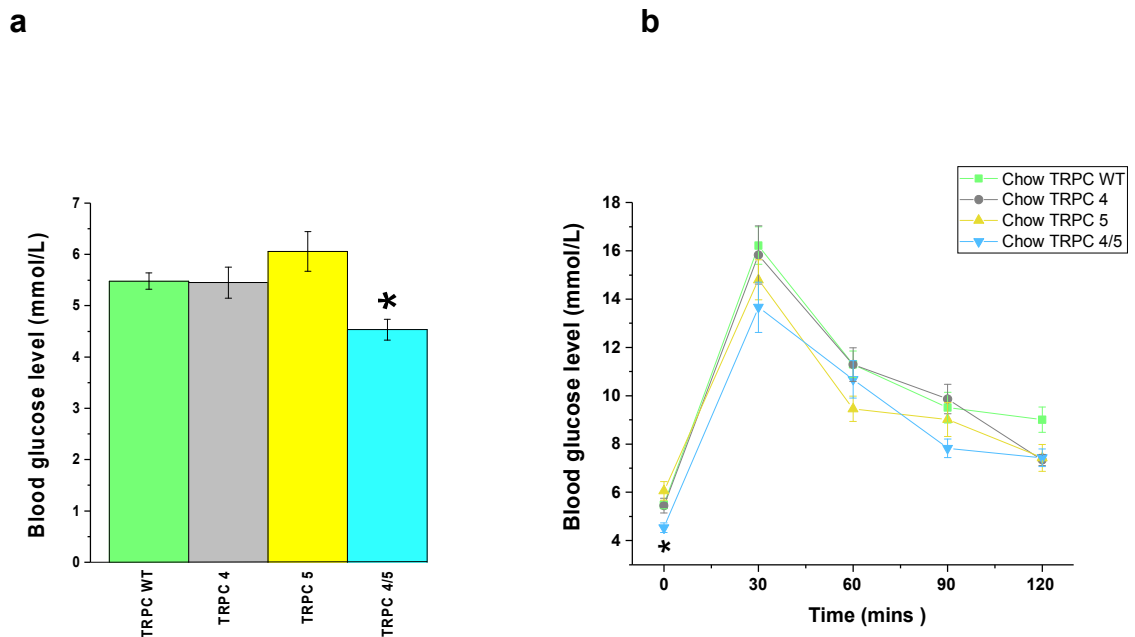 a
b
7
6
5
4
3
2
1
0
Blood glucose level (mmol/L)
*
TRPC WT
TRPC 4
TRPC 5
TRPC 4/5
Chow TRPC WT
Chow TRPC 4
Chow TRPC 5
Chow TRPC 4/5
18
16
14
12
10
8
6
4
Blood glucose level (mmol/L)
*
0 30 60 90 120
Time (mins )